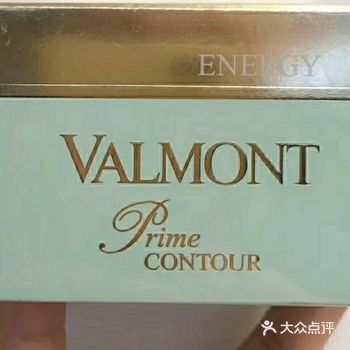 ENERGY
VALMONT
Prime
CONTOUR
大众点评